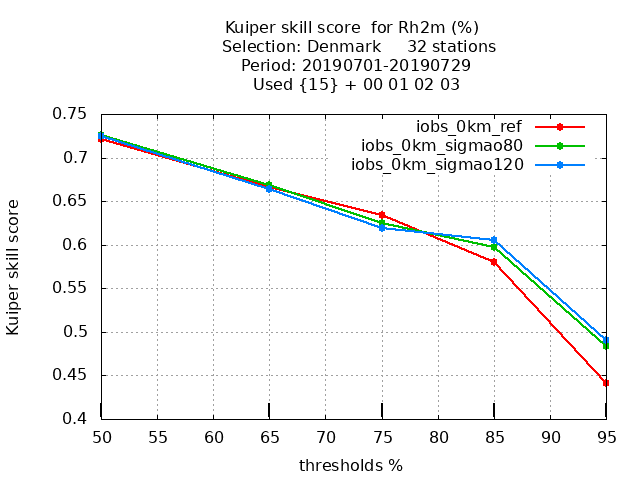 Kuiper skill score  for Rh2m (%)
Selection: Denmark     32 stations
Period: 20190701-20190729
Used {15} + 00 01 02 03
iobs_0km_ref
iobs_0km_sigmao80
iobs_0km_sigmao120
Kuiper skill score
0.75
0.7
0.65
0.6
0.55
0.5
0.45
0.4
50 55 60 65 70 75 80 85 90 95
thresholds %